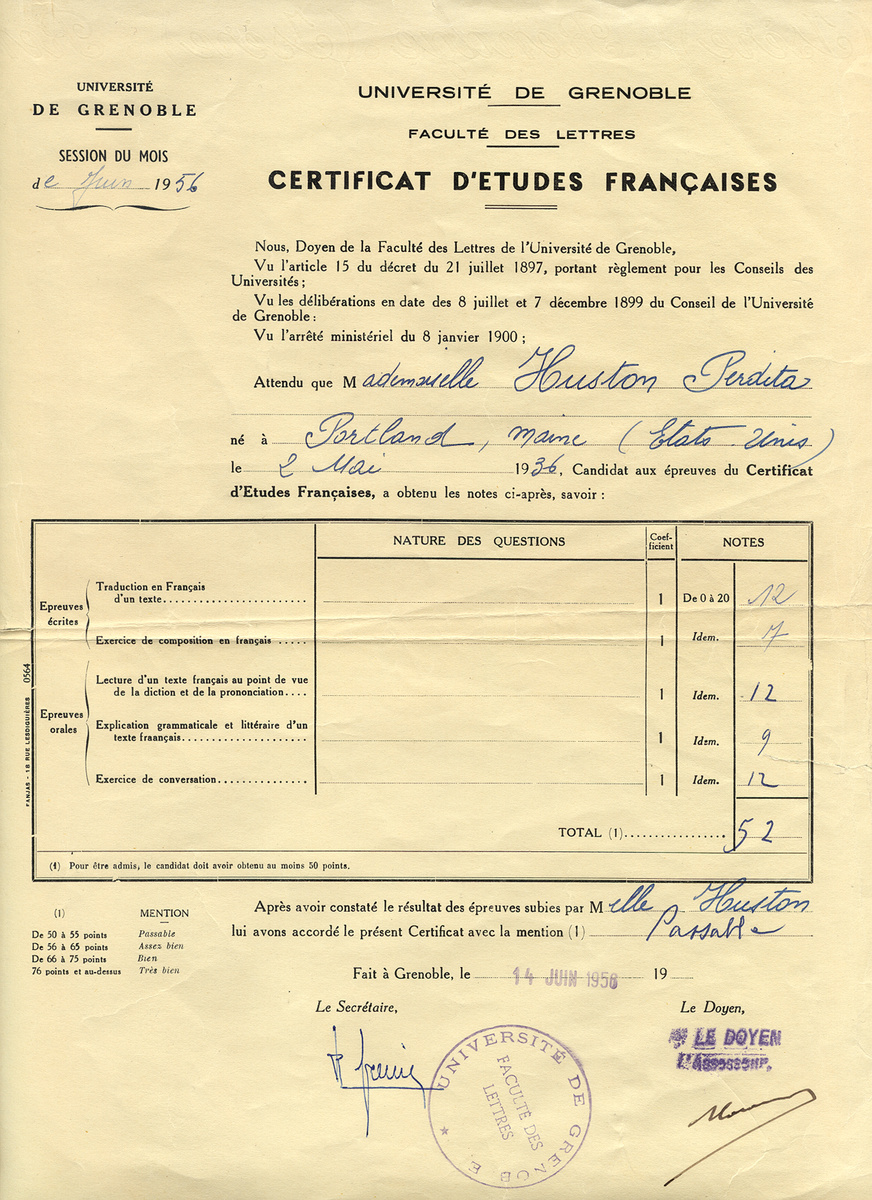 UNIVERSITÉ
DE GRENOBLE
SESSION DU MOIS
de Juin 1956
UNIVERSITÉ DE GRENOBLE
FACULTÉ DES LETTRES
CERTIFICAT D'ETUDES FRANÇAISES
Nous, Doyen de la Faculté des Lettres de l'Université de Grenoble,
Vu l'article 15 du décret du 21 juillet 1897, portant règlement pour les Conseils des
Universités ;
Vu les délibérations en date des 8 juillet et 7 décembre 1899 du Conseil de l'Université
de Grenoble :
Vu l'arrêté ministériel du 8 janvier 1900 ;
Attendu que Mademoiselle Huston Perdita
né à Portland, Maine (Etats-Unis)
le 2 Mai 1936, Candidat aux épreuves du Certificat
d'Etudes Françaises, a obtenu les notes ci-après, savoir :
NATURE DES QUESTIONS Coef-ficient NOTES
Epreuves écrites
Traduction en Français
d'un texte........................ 1 De 0 à 20 12
Exercice de composition en français ..... 1 Idem. 7
Epreuves orales
Lecture d'un texte français au point de vue
de la diction et de la prononciation.... 1 Idem. 12
Explication grammaticale et littéraire d'un
texte fraançais.................... 1 Idem. 9
Exercice de conversation.............. 1 Idem. 12
TOTAL (1)................ 52
(1) Pour être admis, le candidat doit avoir obtenu au moins 50 points.
FANJAS - 18 RUE LESDIGUIÈRES 0564
(1) MENTION
De 50 à 55 points Passable
De 56 à 65 points Assez bien
De 66 à 75 points Bien
76 points et au-dessus Très bien
Après avoir constaté le résultat des épreuves subies par Melle Huston
lui avons accordé le présent Certificat avec la mention (1) Passable
Fait à Grenoble, le 14 JUIN 1956 19
Le Secrétaire,
Le Doyen,
LE DOYEN
L'Assesseur,
UNIVERSITÉ DE GRENOBLE
FACULTÉ DES
LETTRES